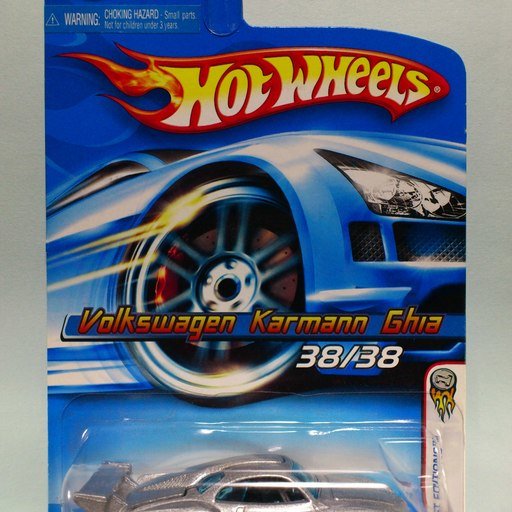 WARNING: CHOKING HAZARD - Small parts.
Not for children under 3 years.
HOT WHEELS®
Volkswagen Karmann Ghia
38/38